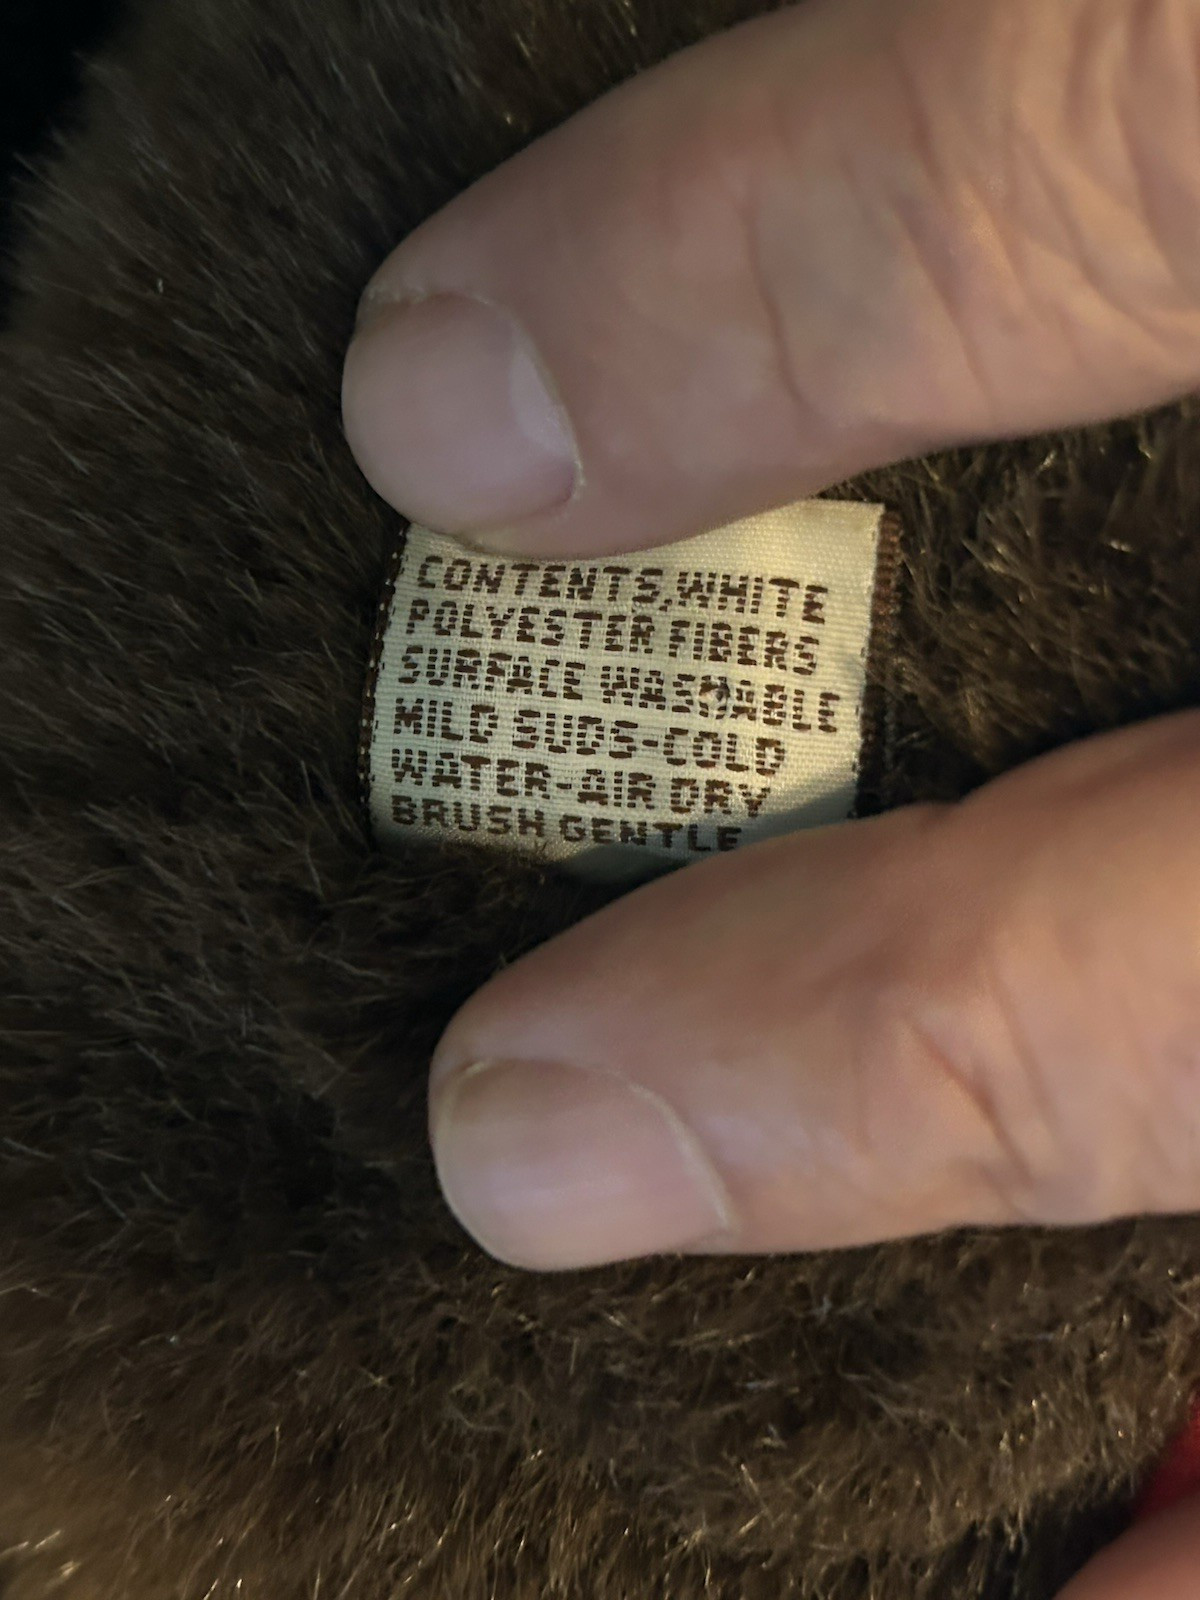 CONTENTS,WHITE
POLYESTER FIBERS
SURFACE WASHABLE
MILD SUDS-COLD
WATER-AIR DRY
BRUSH GENTLE